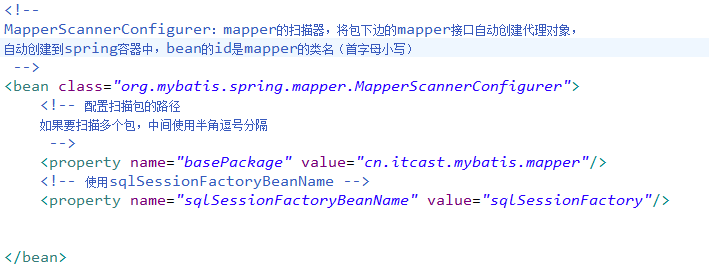 <!--
MapperScannerConfigurer：mapper的扫描器，将包下边的mapper接口自动创建代理对象，
自动创建到spring容器中，bean的id是mapper的类名（首字母小写）
-->
<bean class="org.mybatis.spring.mapper.MapperScannerConfigurer">
<!-- 配置扫描包的路径
如果要扫描多个包，中间使用半角逗号分隔
-->
<property name="basePackage" value="cn.itcast.mybatis.mapper"/>
<!-- 使用sqlSessionFactoryBeanName -->
<property name="sqlSessionFactoryBeanName" value="sqlSessionFactory"/>
</bean>